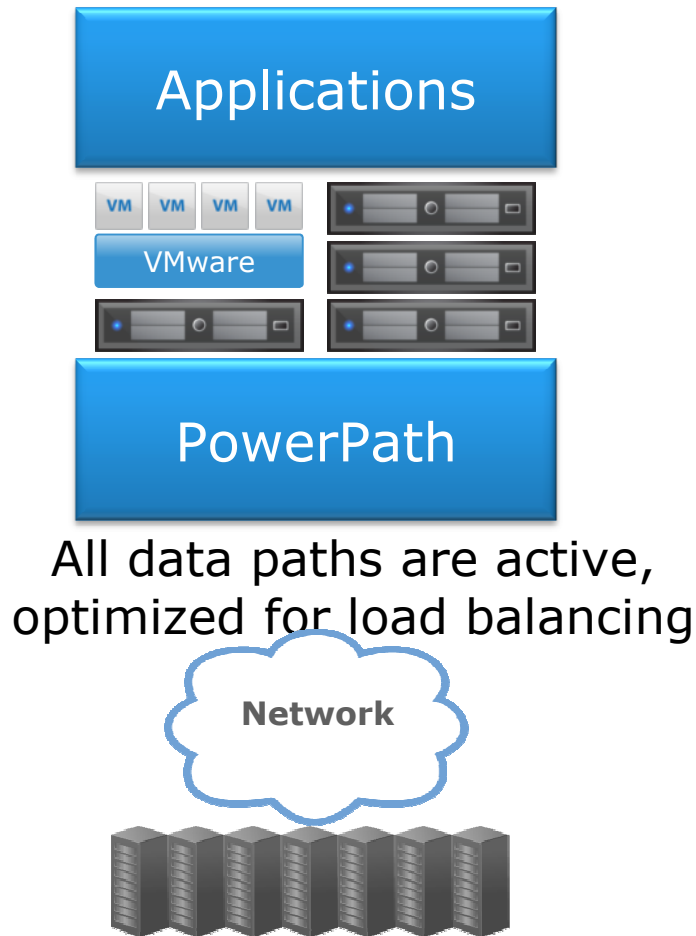 Applications
VM VM VM VM
VMware
PowerPath
All data paths are active,
optimized for load balancing
Network